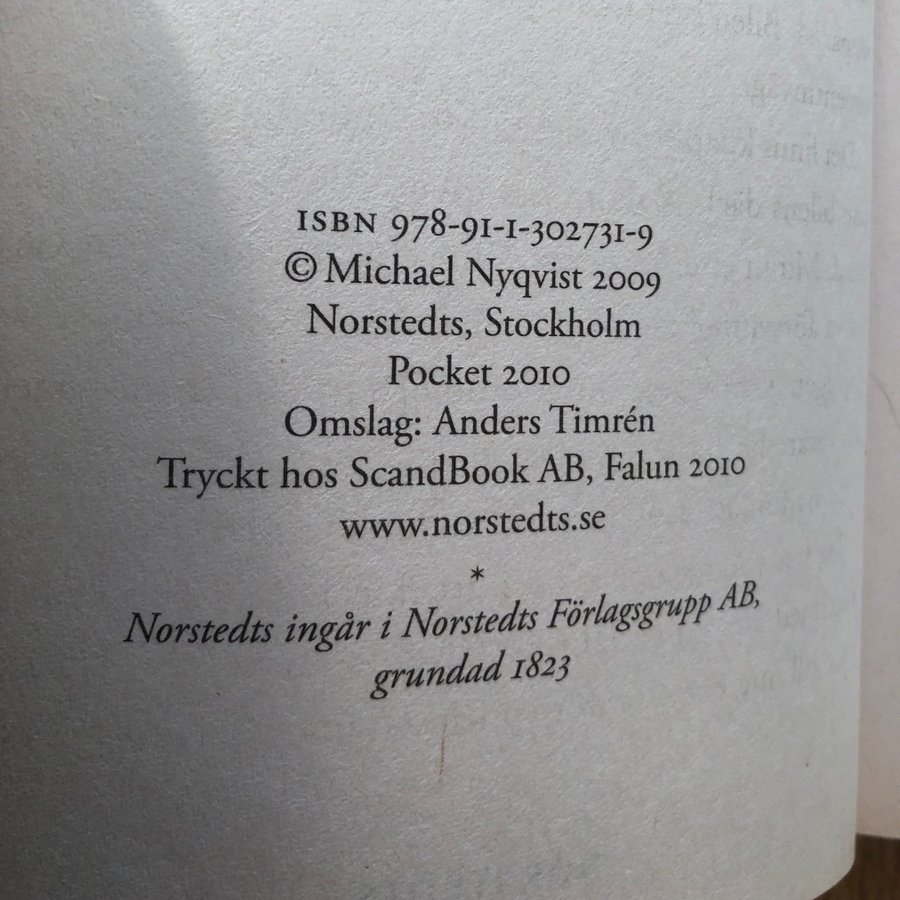 ISBN 978-91-1-302731-9
© Michael Nyqvist 2009
Norstedts, Stockholm
Pocket 2010
Omslag: Anders Timrén
Tryckt hos ScandBook AB, Falun 2010
www.norstedts.se
*
Norstedts ingår i Norstedts Förlagsgrupp AB,
grundad 1823